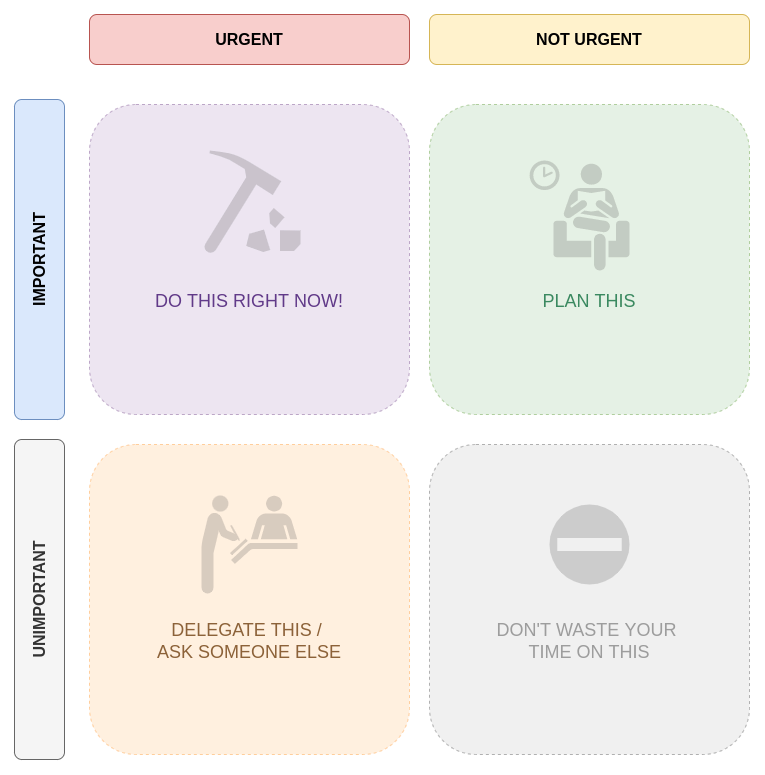 URGENT
NOT URGENT
IMPORTANT
DO THIS RIGHT NOW!
PLAN THIS
UNIMPORTANT
DELEGATE THIS /
ASK SOMEONE ELSE
DON'T WASTE YOUR
TIME ON THIS